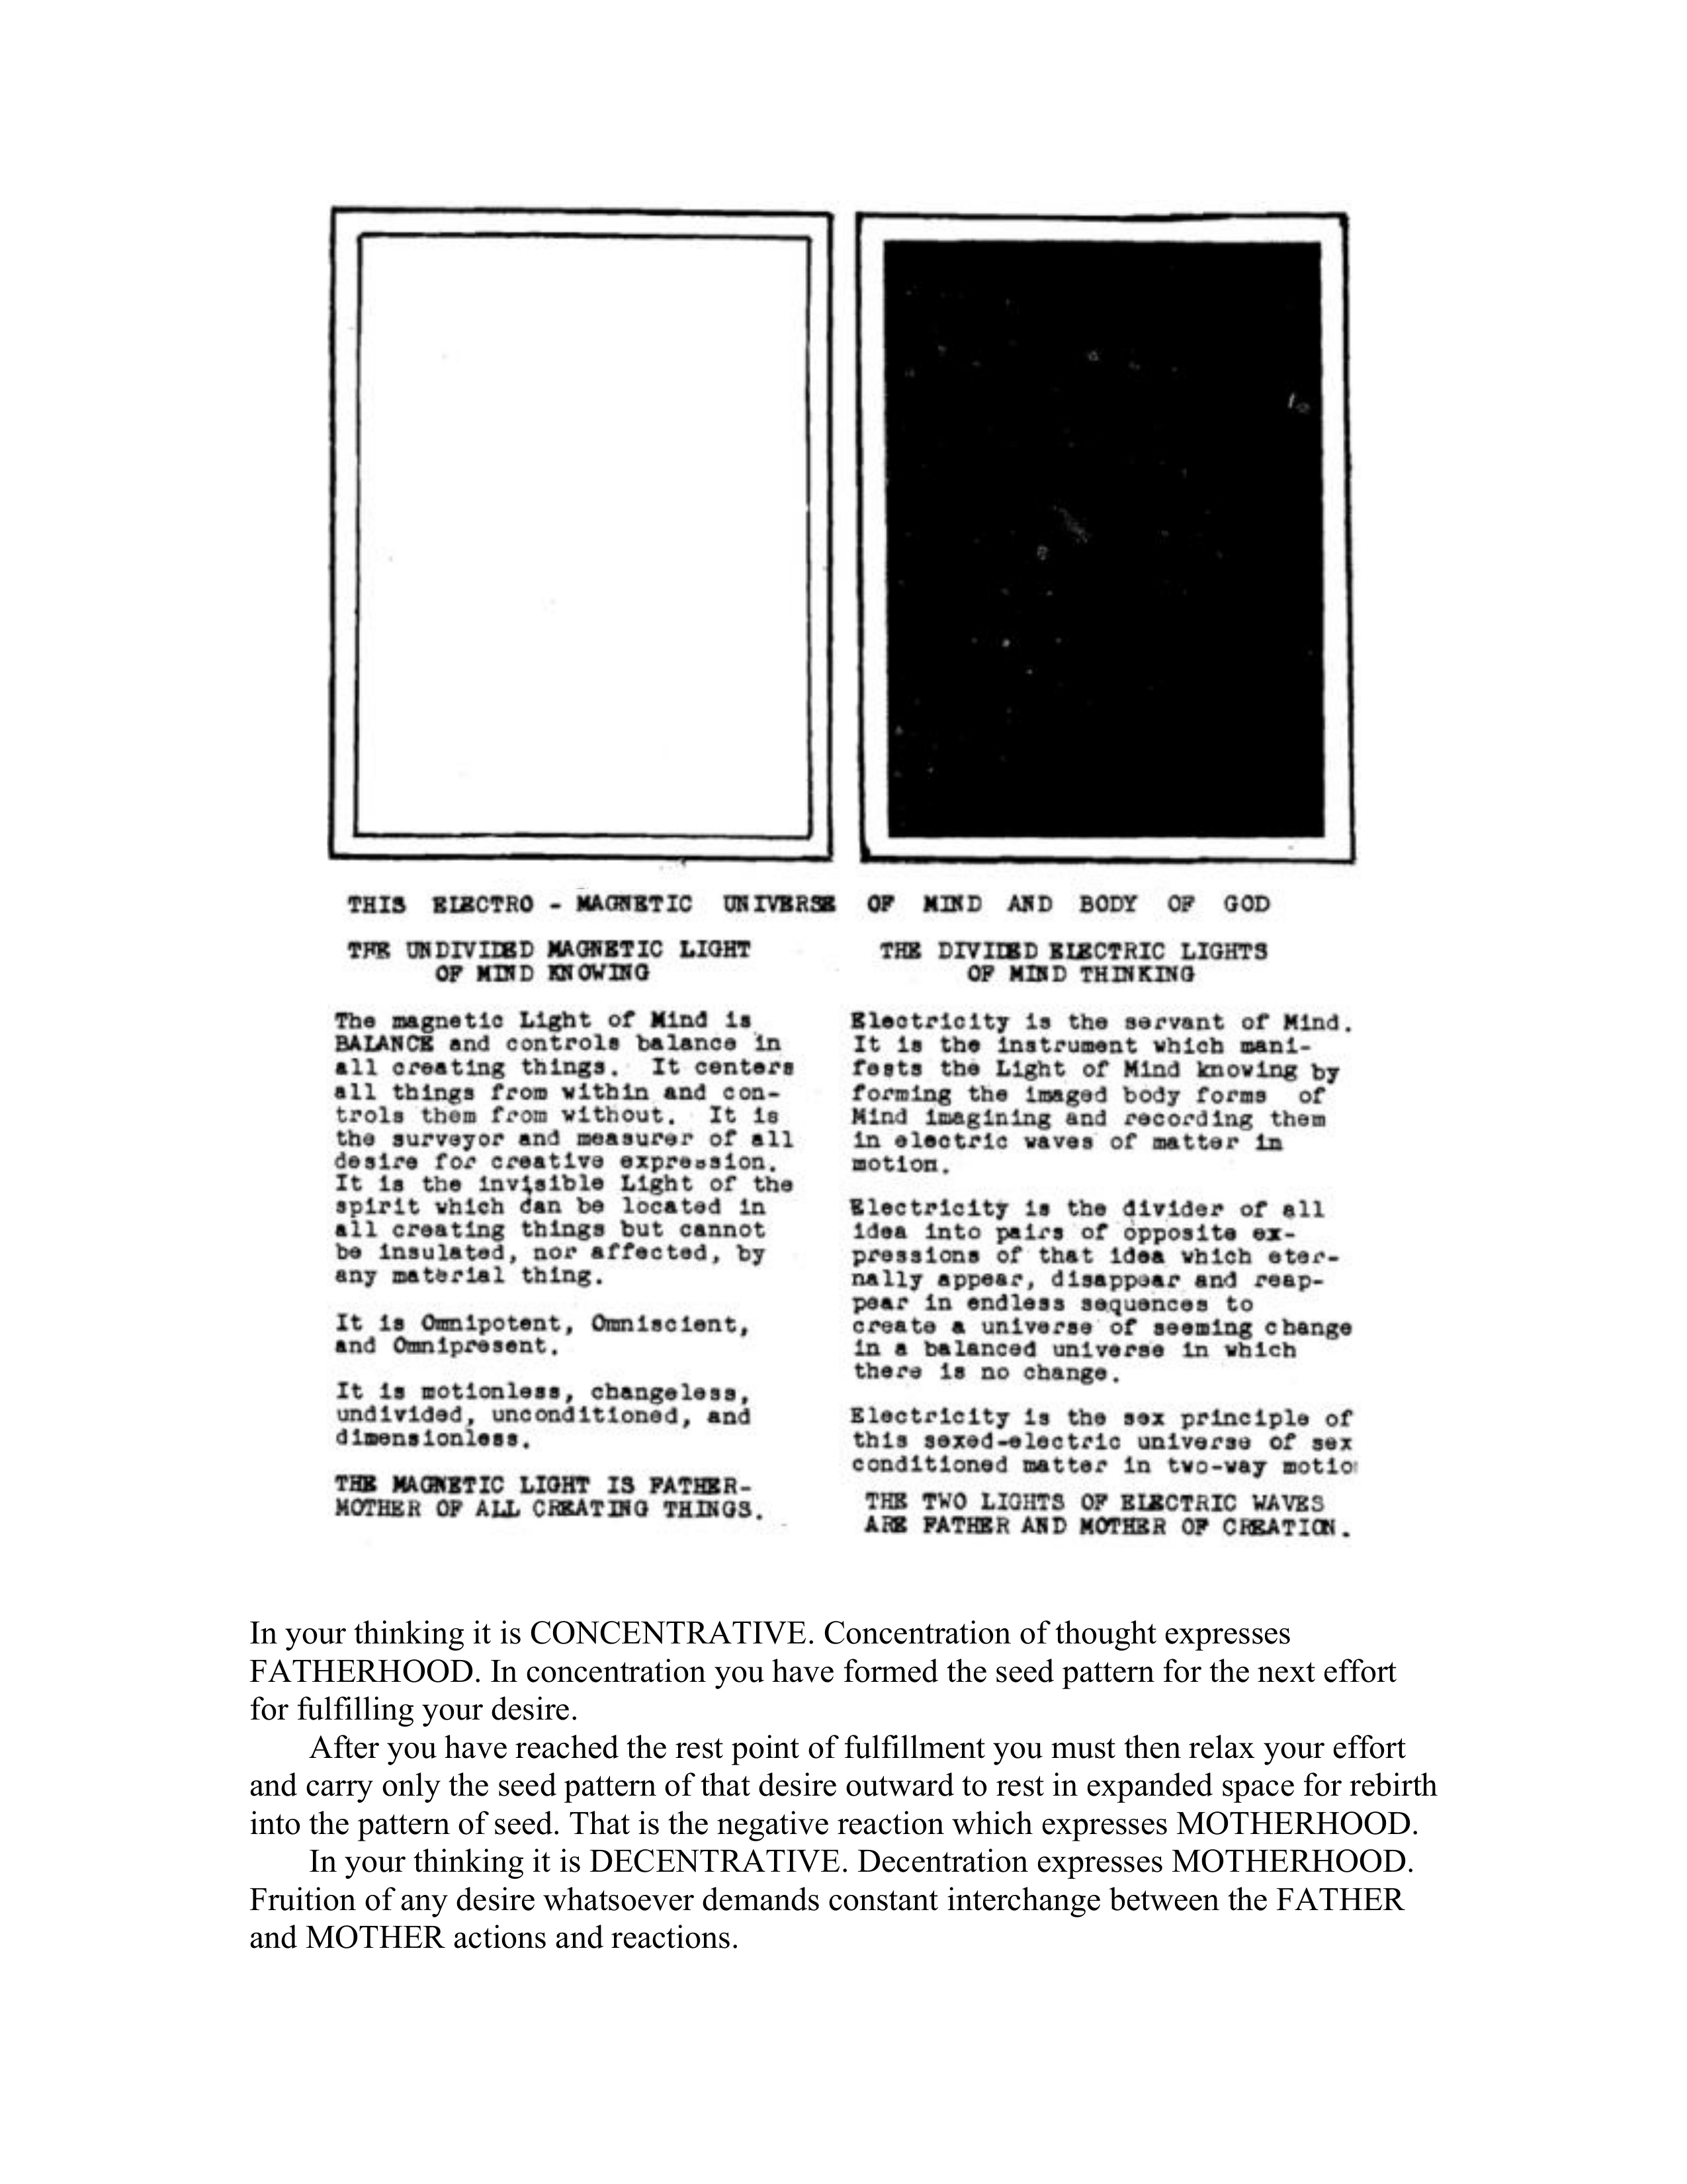 THIS ELECTRO - MAGNETIC UNIVERSE OF MIND AND BODY OF GOD
THE UNDIVIDED MAGNETIC LIGHT
OF MIND KNOWING
The magnetic Light of Mind is
BALANCE and controls balance in
all creating things. It centers
all things from within and con-
trols them from without. It is
the surveyor and measurer of all
desire for creative expression.
It is the invisible Light of the
spirit which can be located in
all creating things but cannot
be insulated, nor affected, by
any material thing.
It is Omnipotent, Omniscient,
and Omnipresent.
It is motionless, changeless,
undivided, unconditioned, and
dimensionless.
THE MAGNETIC LIGHT IS FATHER-
MOTHER OF ALL CREATING THINGS.
THE DIVIDED ELECTRIC LIGHTS
OF MIND THINKING
Electricity is the servant of Mind.
It is the instrument which mani-
fests the Light of Mind knowing by
forming the imaged body forms of
Mind imagining and recording them
in electric waves of matter in
motion.
Electricity is the divider of all
idea into pairs of opposite ex-
pressions of that idea which eter-
nally appear, disappear and reap-
pear in endless sequences to
create a universe of seeming change
in a balanced universe in which
there is no change.
Electricity is the sex principle of
this sexed-electric universe of sex
conditioned matter in two-way motio
THE TWO LIGHTS OF ELECTRIC WAVES
ARE FATHER AND MOTHER OF CREATION.
In your thinking it is CONCENTRATIVE. Concentration of thought expresses
FATHERHOOD. In concentration you have formed the seed pattern for the next effort
for fulfilling your desire.
After you have reached the rest point of fulfillment you must then relax your effort
and carry only the seed pattern of that desire outward to rest in expanded space for rebirth
into the pattern of seed. That is the negative reaction which expresses MOTHERHOOD.
In your thinking it is DECENTRATIVE. Decentration expresses MOTHERHOOD.
Fruition of any desire whatsoever demands constant interchange between the FATHER
and MOTHER actions and reactions.